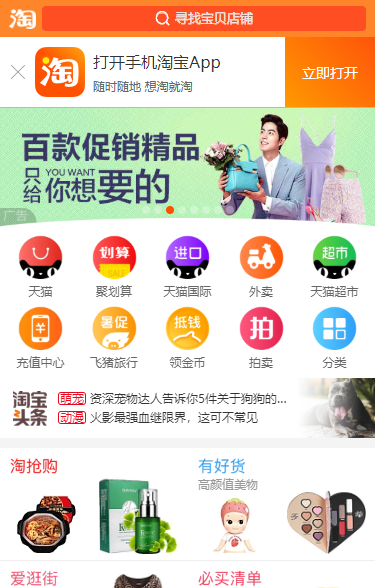 淘 寻找宝贝店铺
淘 打开手机淘宝App
随时随地 想淘就淘
立即打开
百款促销精品
只给你想要的
YOU WANT
广告
划算 进口 超市
SALE
天猫 聚划算 天猫国际 外卖 天猫超市
暑促 抵钱 拍
充值中心 飞猪旅行 领金币 拍卖 分类
淘宝头条
萌宠 资深宠物达人告诉你5件关于狗狗的...
动漫 火影最强血继限界，这可不常见
淘抢购 有好货
高颜值美物
爱逛街 必买清单